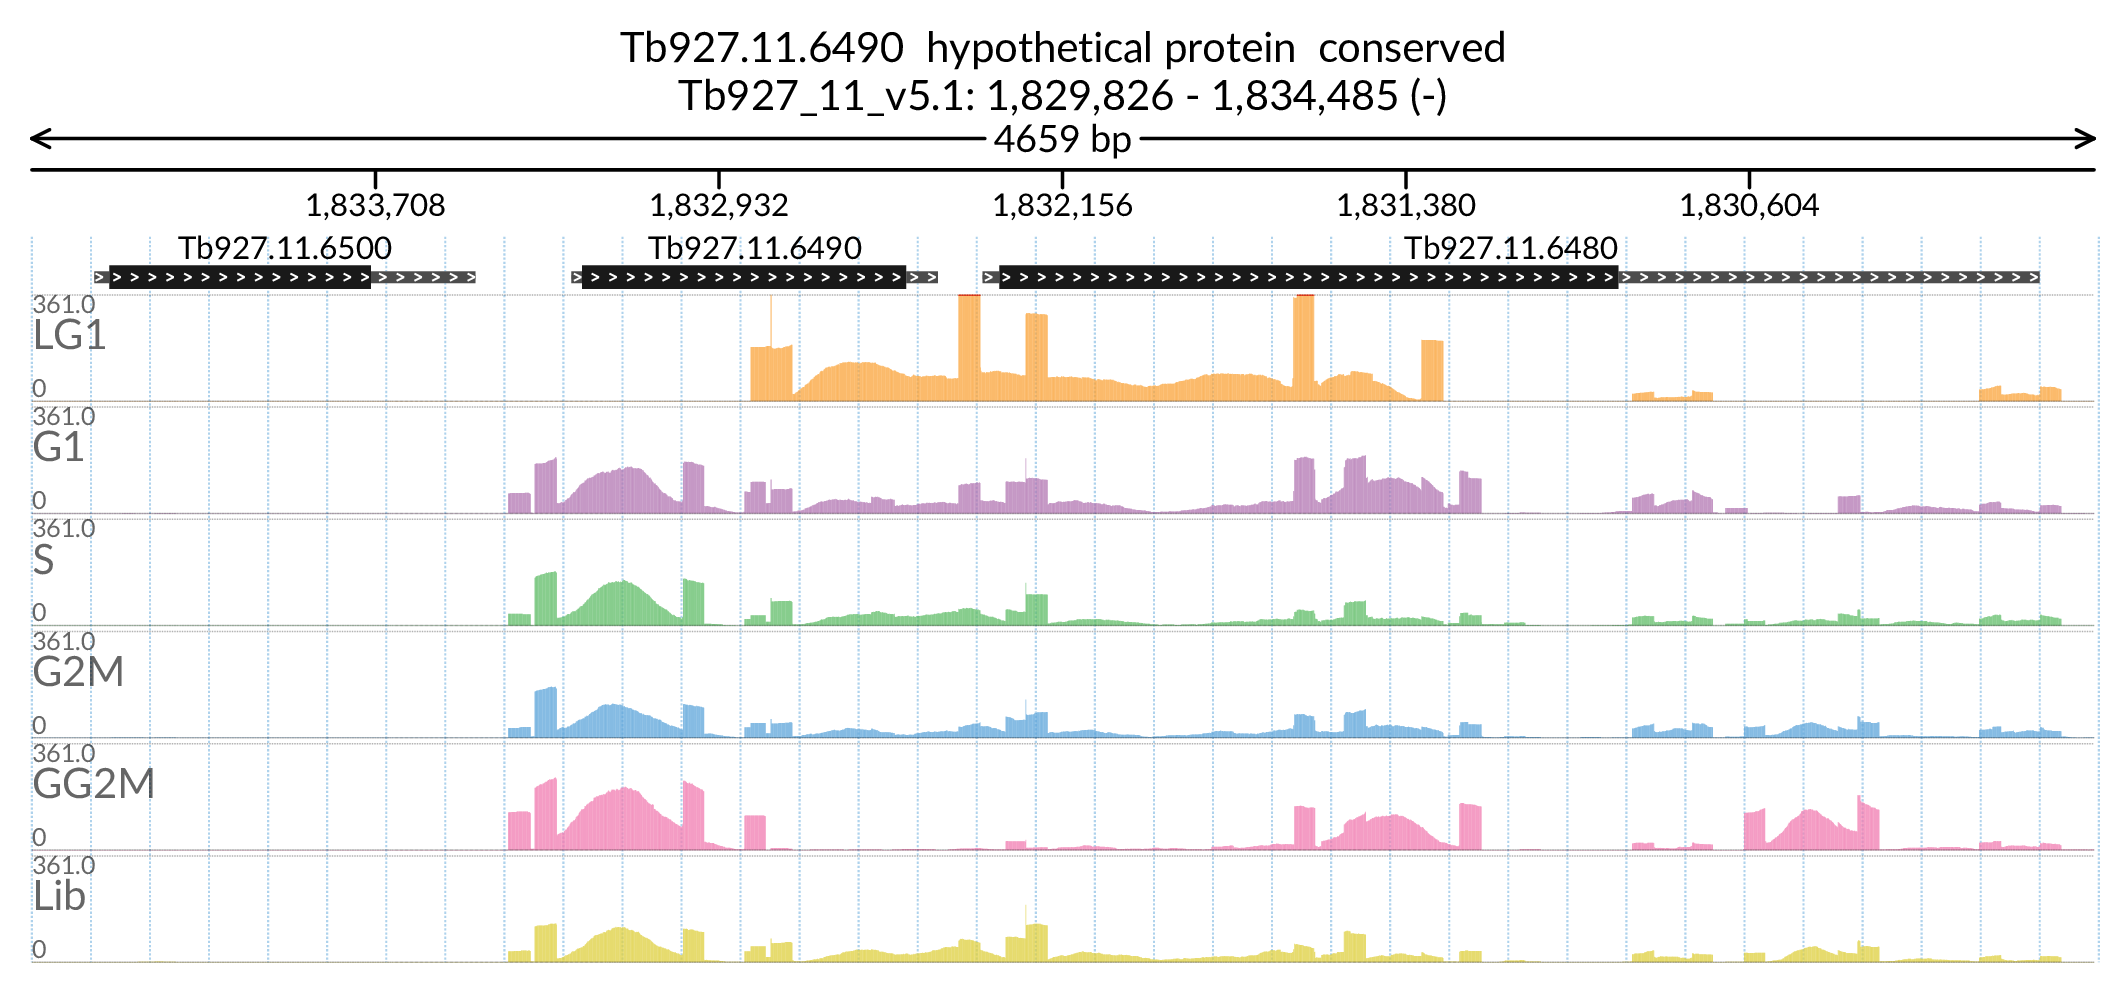 Tb927.11.6490 hypothetical protein conserved
Tb927_11_v5.1: 1,829,826 - 1,834,485 (-)
4659 bp
1,833,708 1,832,932 1,832,156 1,831,380 1,830,604
Tb927.11.6500 Tb927.11.6490 Tb927.11.6480
361.0
LG1
0
361.0
G1
0
361.0
S
0
361.0
G2M
0
361.0
GG2M
0
361.0
Lib
0